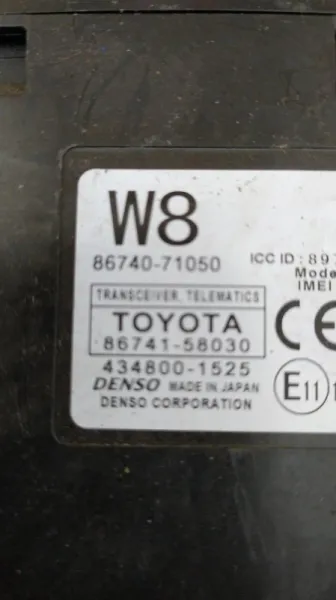 W8
86740-71050
ICC ID : 897
Mode
IMEI
TRANSCEIVER, TELEMATICS
TOYOTA
86741-58030
434800-1525
CE
DENSO MADE IN JAPAN
DENSO CORPORATION
E11